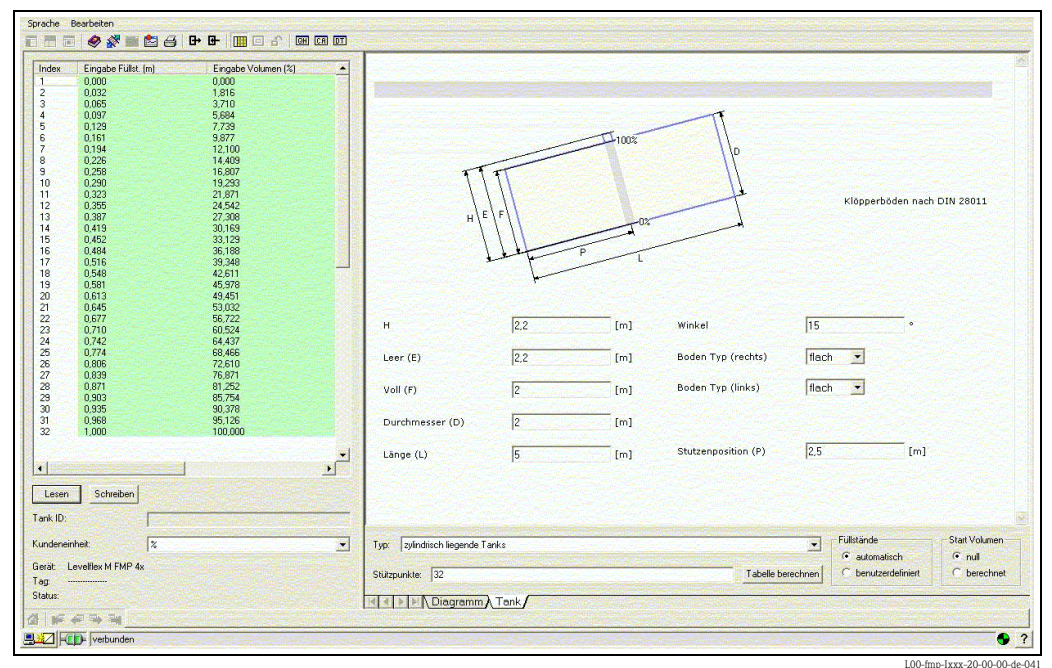 Sprache Bearbeiten
GH CA DT
Index Eingabe Füllst. (m) Eingabe Volumen (%)
1 0,000 0,000
2 0,032 1,816
3 0,065 3,710
4 0,097 5,684
5 0,129 7,739
6 0,161 9,877
7 0,194 12,100
8 0,226 14,409
9 0,258 16,807
10 0,290 19,293
11 0,323 21,871
12 0,355 24,542
13 0,387 27,308
14 0,419 30,169
15 0,452 33,129
16 0,484 36,188
17 0,516 39,348
18 0,548 42,611
19 0,581 45,978
20 0,613 49,451
21 0,645 53,032
22 0,677 56,722
23 0,710 60,524
24 0,742 64,437
25 0,774 68,466
26 0,806 72,610
27 0,839 76,871
28 0,871 81,252
29 0,903 85,754
30 0,935 90,378
31 0,968 95,126
32 1,000 100,000
Lesen Schreiben
Tank ID:
Kundeneinheit: %
Gerät: Levelflex M FMP 4x
Tag: ---------------
Status:
100%
D
H E F
0%
P
L
Klöpperböden nach DIN 28011
H 2,2 [m] Winkel 15 °
Leer (E) 2,2 [m] Boden Typ (rechts) flach
Voll (F) 2 [m] Boden Typ (links) flach
Durchmesser (D) 2 [m]
Länge (L) 5 [m] Stutzenposition (P) 2,5 [m]
Typ: zylindrisch liegende Tanks
Stützpunkte: 32 Tabelle berechnen
Füllstände
automatisch
benutzerdefiniert
Start Volumen
null
berechnet
Diagramm Tank
verbunden
?
L00-fmp-Ixxx-20-00-00-de-041